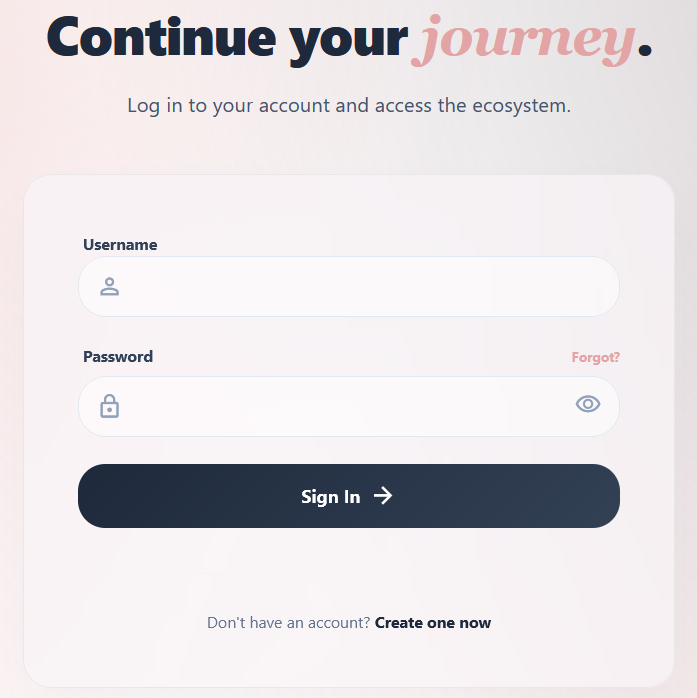 Continue your journey.
Log in to your account and access the ecosystem.
Username
Password
Forgot?
Sign In →
Don't have an account? Create one now